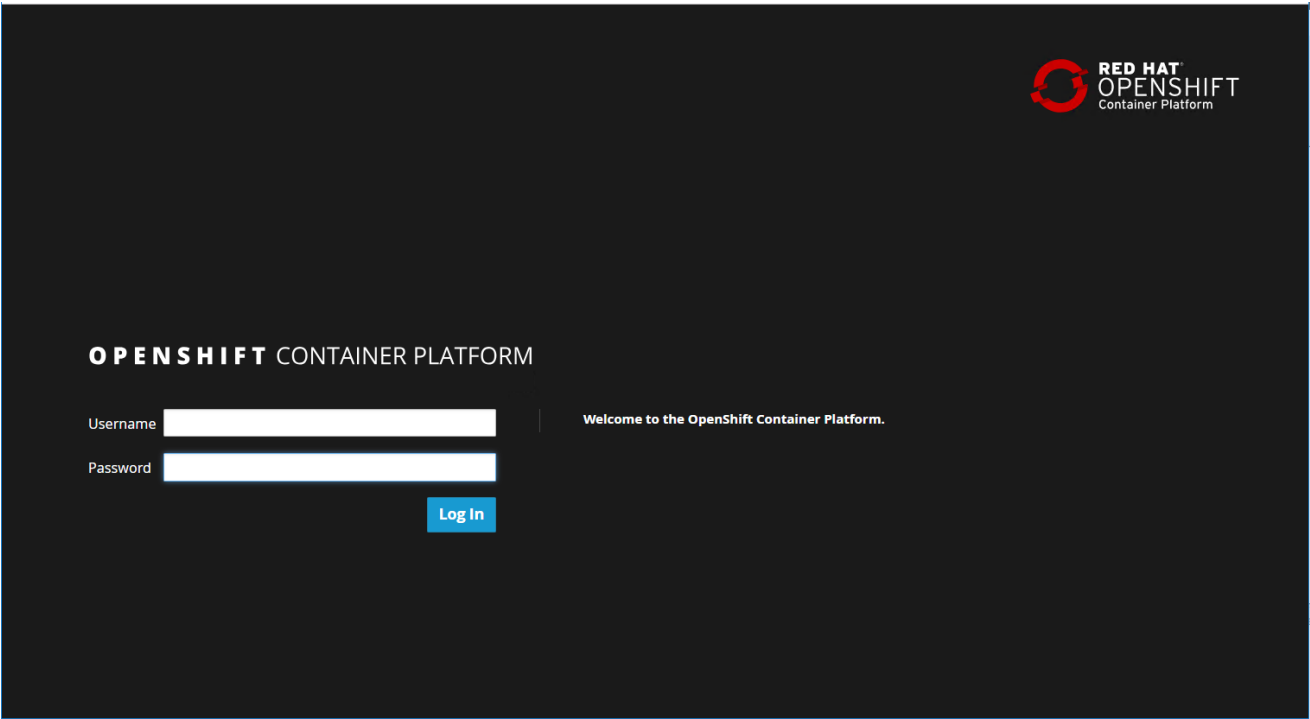 RED HAT®
OPENSHIFT
Container Platform
OPENSHIFT CONTAINER PLATFORM
Username
Welcome to the OpenShift Container Platform.
Password
Log In